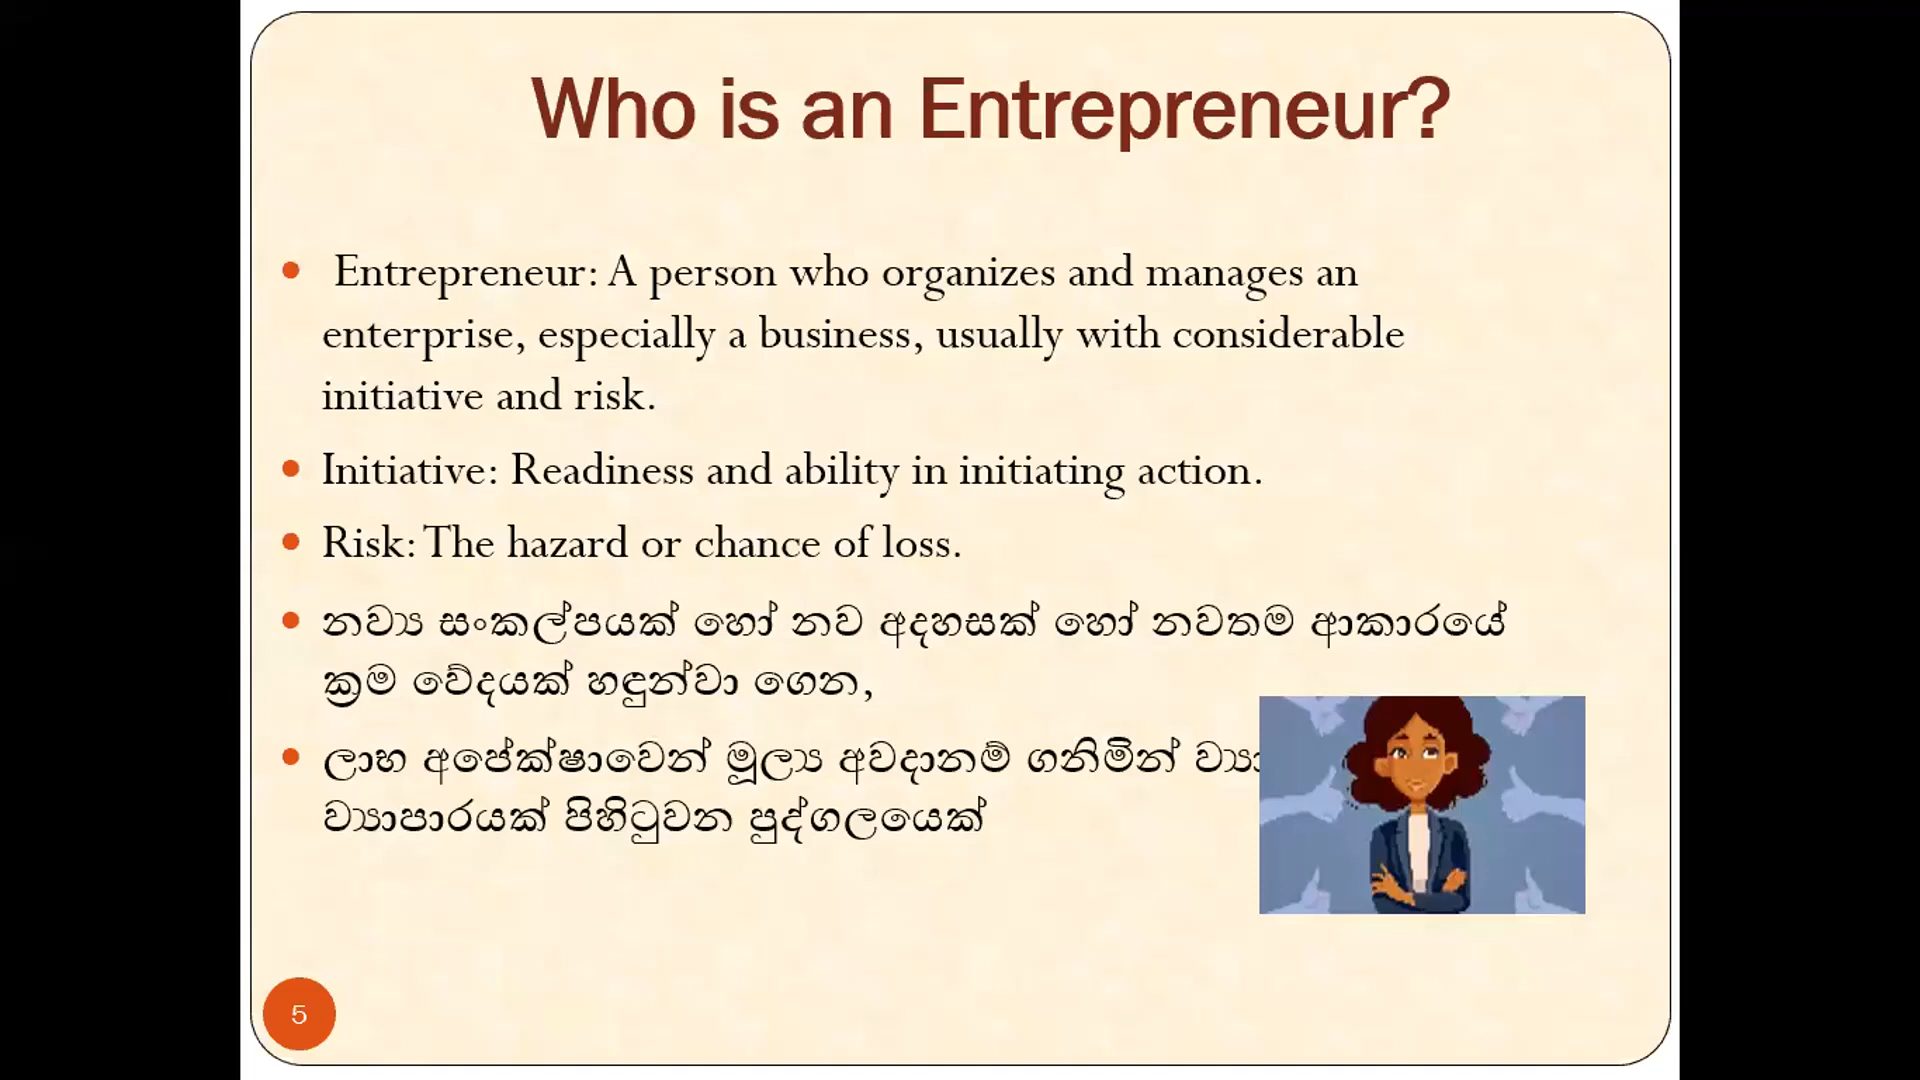 Who is an Entrepreneur?
Entrepreneur: A person who organizes and manages an
enterprise, especially a business, usually with considerable
initiative and risk.
Initiative: Readiness and ability in initiating action.
Risk: The hazard or chance of loss.
නව්‍ය සංකල්පයක් හෝ නව අදහසක් හෝ නවතම ආකාරයේ
ක්‍රම වේදයක් හඳුන්වා ගෙන,
ලාභ අපේක්ෂාවෙන් මූල්‍ය අවදානම් ගනිමින්
ව්‍යාපාරයක් පිහිටුවන පුද්ගලයෙක්
5